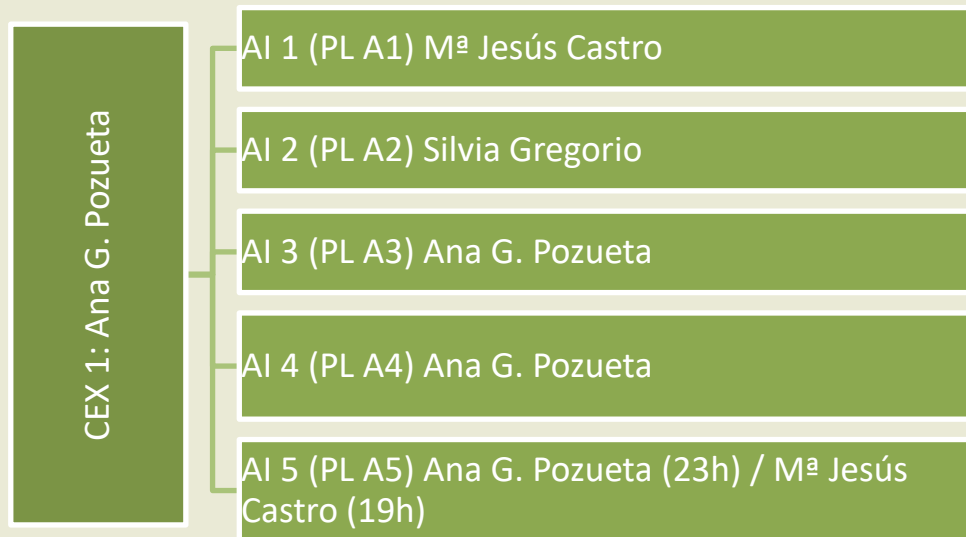 CEX 1: Ana G. Pozueta
AI 1 (PL A1) Mª Jesús Castro
AI 2 (PL A2) Silvia Gregorio
AI 3 (PL A3) Ana G. Pozueta
AI 4 (PL A4) Ana G. Pozueta
AI 5 (PL A5) Ana G. Pozueta (23h) / Mª Jesús
Castro (19h)